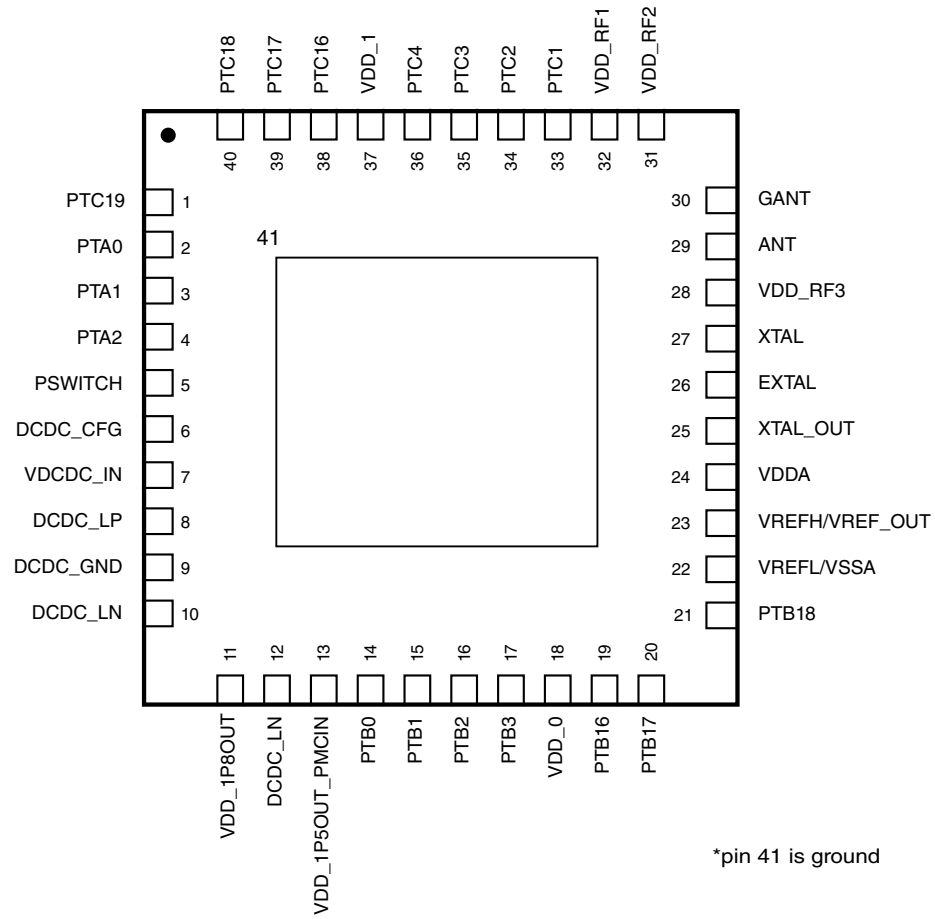 PTC18
PTC17
PTC16
VDD_1
PTC4
PTC3
PTC2
PTC1
VDD_RF1
VDD_RF2
40
39
38
37
36
35
34
33
32
31
PTC19 1
PTA0 2
PTA1 3
PTA2 4
PSWITCH 5
DCDC_CFG 6
VDCDC_IN 7
DCDC_LP 8
DCDC_GND 9
DCDC_LN 10
41
30 GANT
29 ANT
28 VDD_RF3
27 XTAL
26 EXTAL
25 XTAL_OUT
24 VDDA
23 VREFH/VREF_OUT
22 VREFL/VSSA
21 PTB18
11
12
13
14
15
16
17
18
19
20
VDD_1P8OUT
DCDC_LN
VDD_1P5OUT_PMCIN
PTB0
PTB1
PTB2
PTB3
VDD_0
PTB16
PTB17
*pin 41 is ground